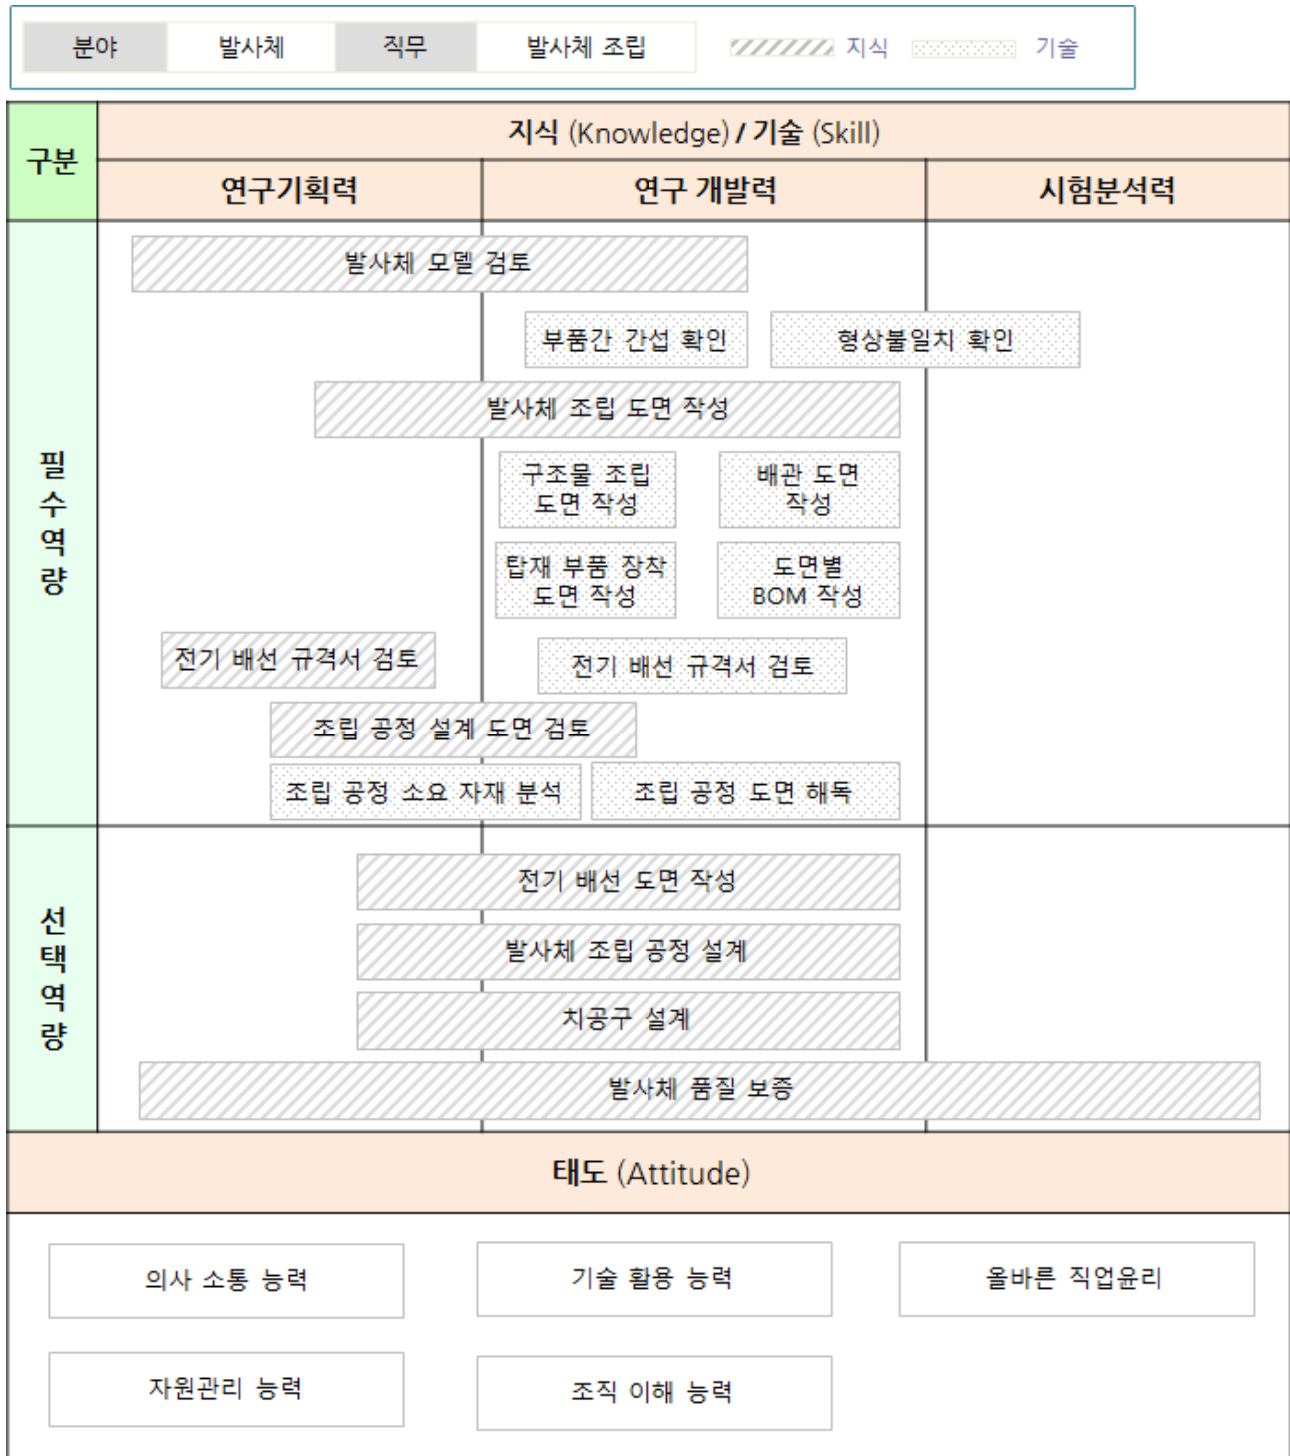 분야 발사체 직무 발사체 조립 지식 기술
구분
지식 (Knowledge) / 기술 (Skill)
연구기획력 연구 개발력 시험분석력
필수역량
발사체 모델 검토
부품간 간섭 확인 형상불일치 확인
발사체 조립 도면 작성
구조물 조립
도면 작성
배관 도면
작성
탑재 부품 장착
도면 작성
도면별
BOM 작성
전기 배선 규격서 검토 전기 배선 규격서 검토
조립 공정 설계 도면 검토
조립 공정 소요 자재 분석 조립 공정 도면 해독
선택역량
전기 배선 도면 작성
발사체 조립 공정 설계
치공구 설계
발사체 품질 보증
태도 (Attitude)
의사 소통 능력 기술 활용 능력 올바른 직업윤리
자원관리 능력 조직 이해 능력